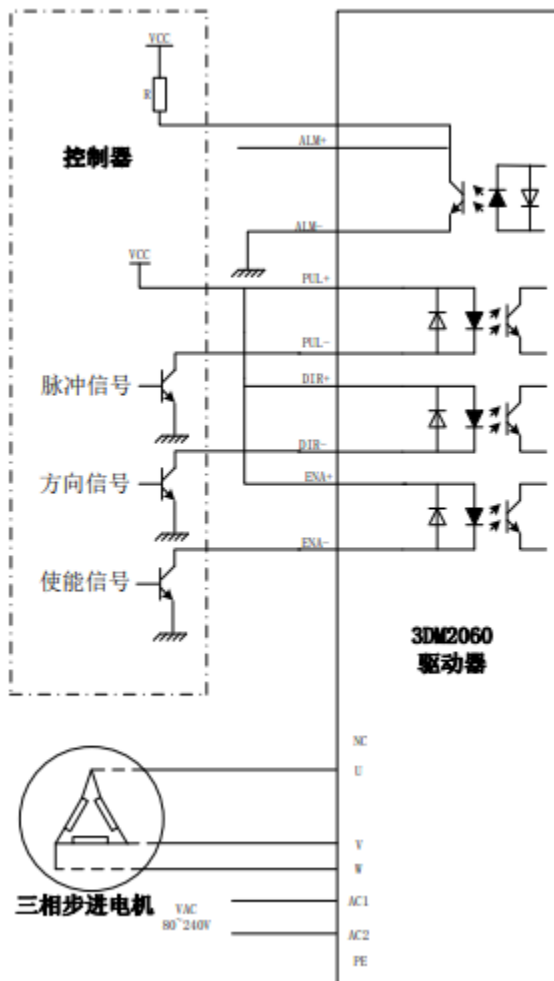 VCC
R
ALM+
控制器
ALM-
VCC
PUL+
PUL-
脉冲信号
DIR+
DIR-
方向信号
ENA+
ENA-
使能信号
3DM2060
驱动器
NC
U
V
W
三相步进电机
VAC
80~240V
AC1
AC2
PE